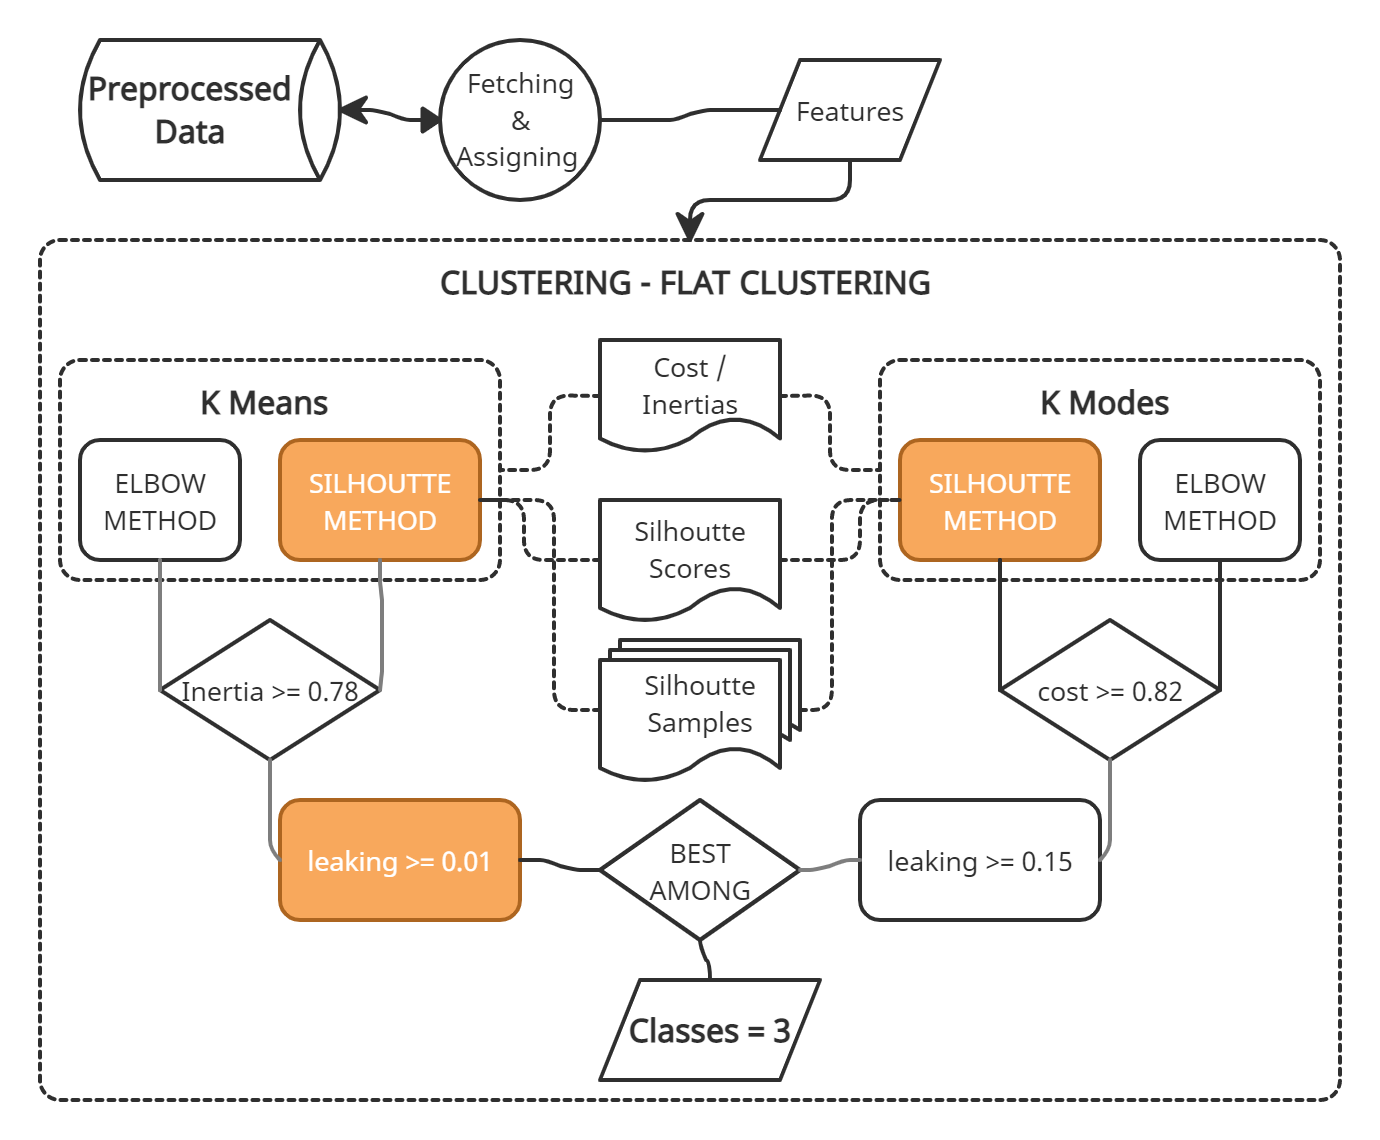 Preprocessed
Data
Fetching
&
Assigning
Features
CLUSTERING - FLAT CLUSTERING
K Means
ELBOW
METHOD
SILHOUTTE
METHOD
Cost /
Inertias
Silhoutte
Scores
Silhoutte
Samples
K Modes
SILHOUTTE
METHOD
ELBOW
METHOD
Inertia >= 0.78
cost >= 0.82
leaking >= 0.01
BEST
AMONG
leaking >= 0.15
Classes = 3